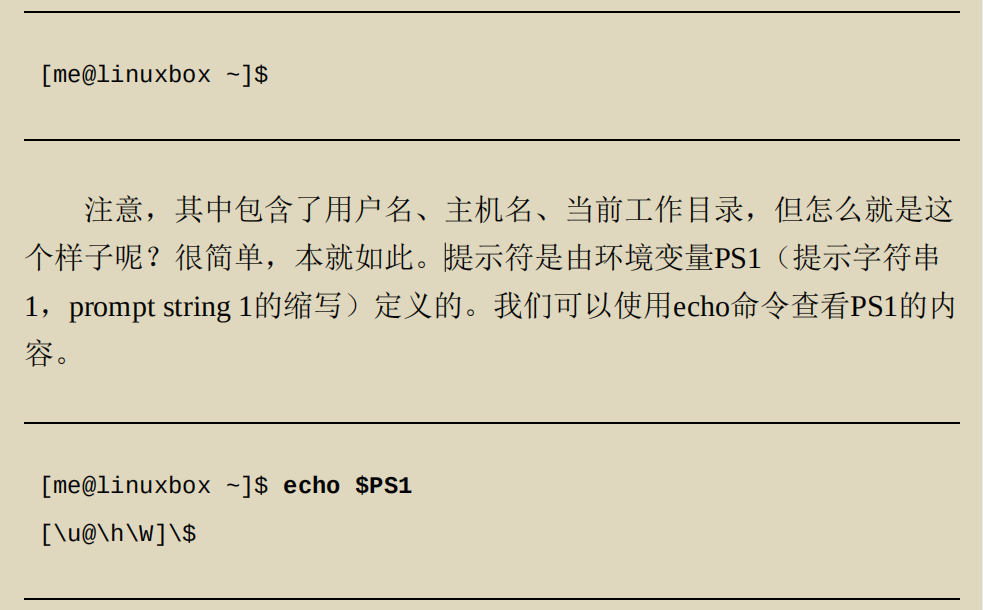 [me@linuxbox ~]$
注意，其中包含了用户名、主机名、当前工作目录，但怎么就是这
个样子呢？很简单，本就如此。提示符是由环境变量PS1（提示字符串
1，prompt string 1的缩写）定义的。我们可以使用echo命令查看PS1的内
容。
[me@linuxbox ~]$ echo $PS1
[\u@\h\W]\$